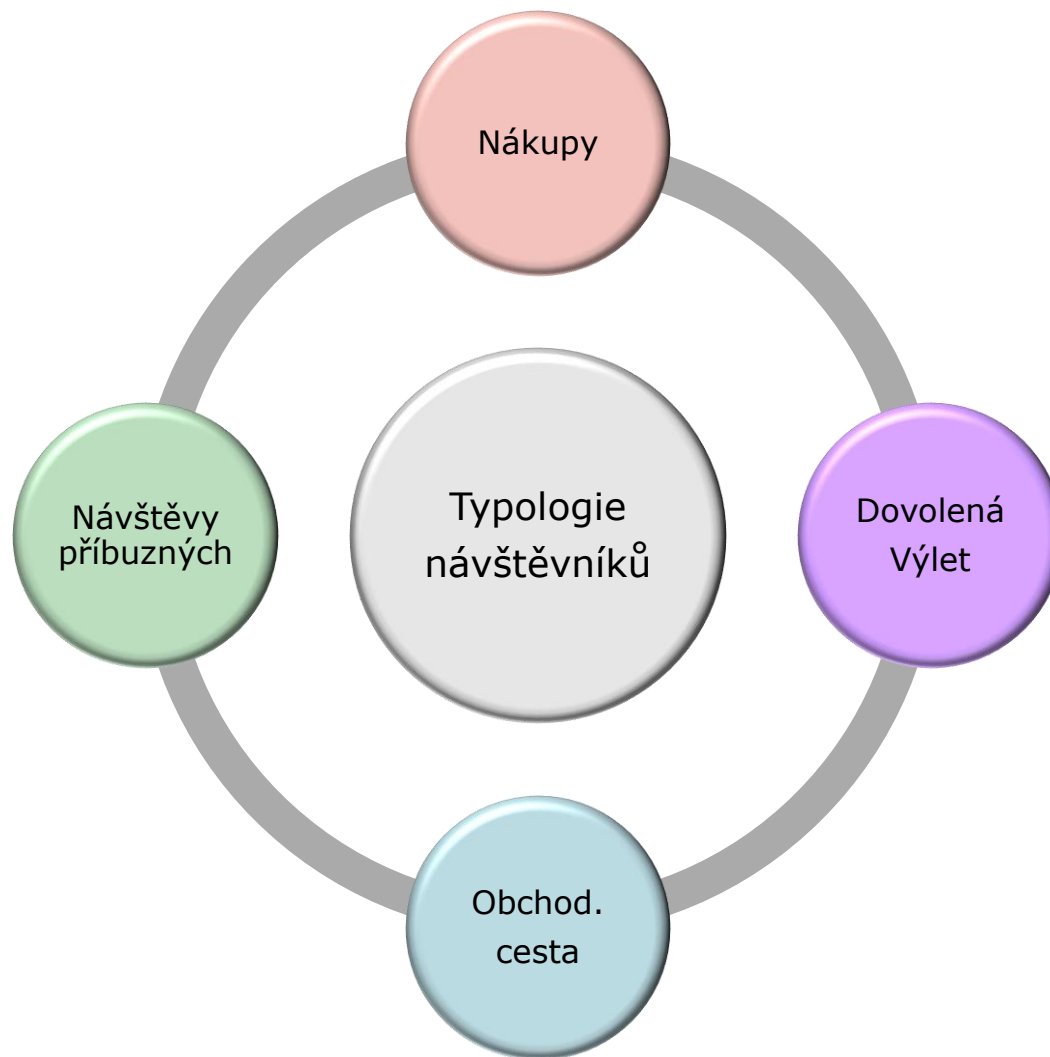 Nákupy
Typologie
návštěvníků
Návštěvy
příbuzných
Dovolená
Výlet
Obchod.
cesta